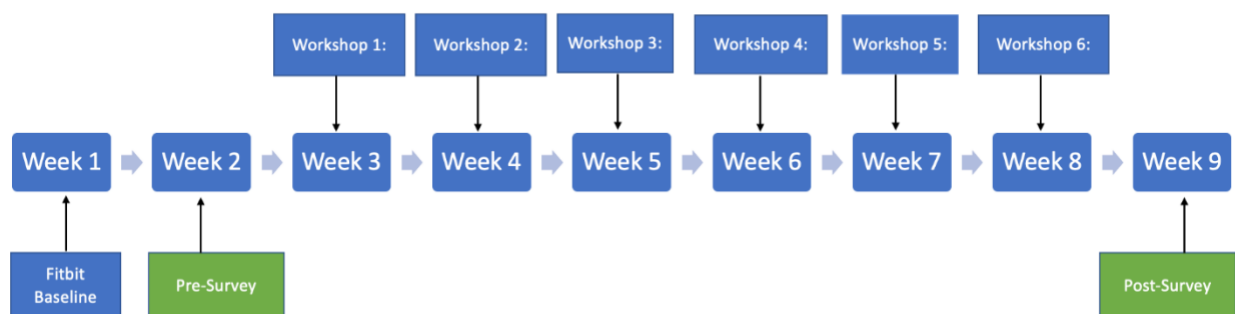 Workshop 1:
Workshop 2:
Workshop 3:
Workshop 4:
Workshop 5:
Workshop 6:
Week 1
Week 2
Week 3
Week 4
Week 5
Week 6
Week 7
Week 8
Week 9
Fitbit
Baseline
Pre-Survey
Post-Survey